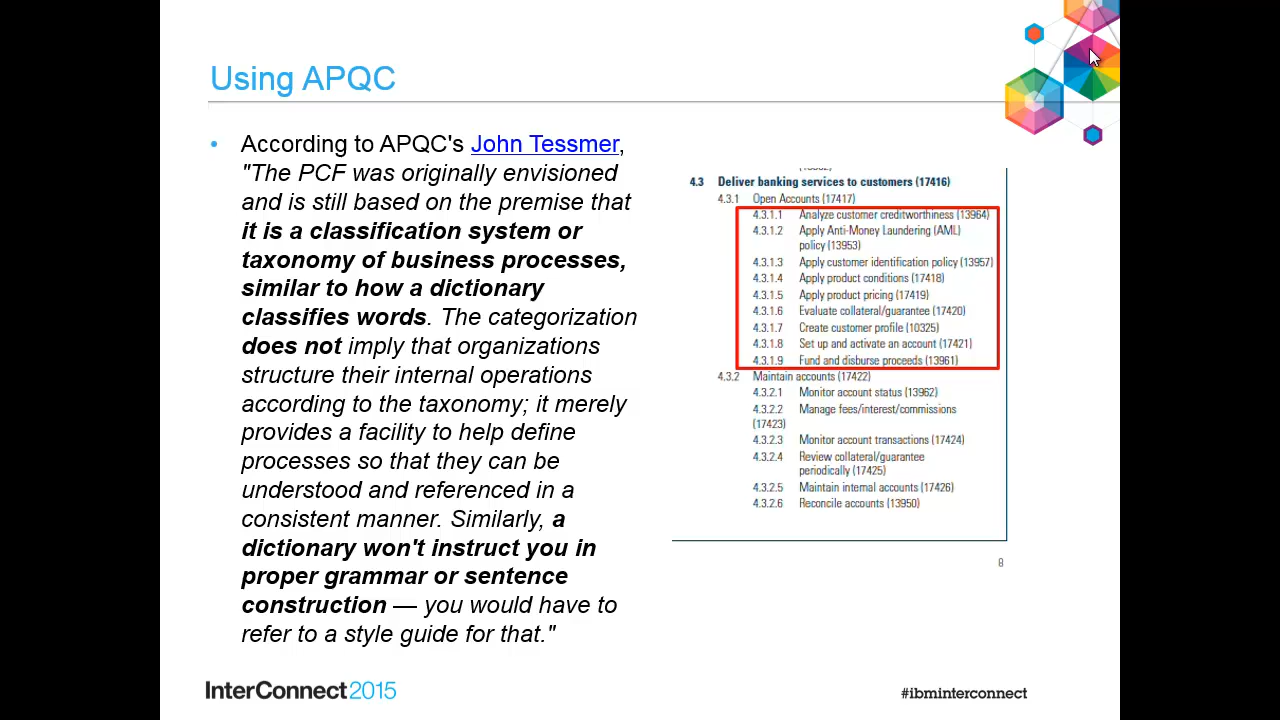 Using APQC
• According to APQC's John Tessmer,
"The PCF was originally envisioned
and is still based on the premise that
it is a classification system or
taxonomy of business processes,
similar to how a dictionary
classifies words. The categorization
does not imply that organizations
structure their internal operations
according to the taxonomy; it merely
provides a facility to help define
processes so that they can be
understood and referenced in a
consistent manner. Similarly, a
dictionary won't instruct you in
proper grammar or sentence
construction — you would have to
refer to a style guide for that."
4.3 Deliver banking services to customers (17416)
4.3.1 Open Accounts (17417)
4.3.1.1 Analyze customer creditworthiness (13964)
4.3.1.2 Apply Anti-Money Laundering (AML)
policy (13953)
4.3.1.3 Apply customer identification policy (13957)
4.3.1.4 Apply product conditions (17418)
4.3.1.5 Apply product pricing (17419)
4.3.1.6 Evaluate collateral/guarantee (17420)
4.3.1.7 Create customer profile (10325)
4.3.1.8 Set up and activate an account (17421)
4.3.1.9 Fund and disburse proceeds (13961)
4.3.2 Maintain accounts (17422)
4.3.2.1 Monitor account status (13962)
4.3.2.2 Manage fees/interest/commissions
(17423)
4.3.2.3 Monitor account transactions (17424)
4.3.2.4 Review collateral/guarantee
periodically (17425)
4.3.2.5 Maintain internal accounts (17426)
4.3.2.6 Reconcile accounts (13950)
8
InterConnect2015
#ibminterconnect